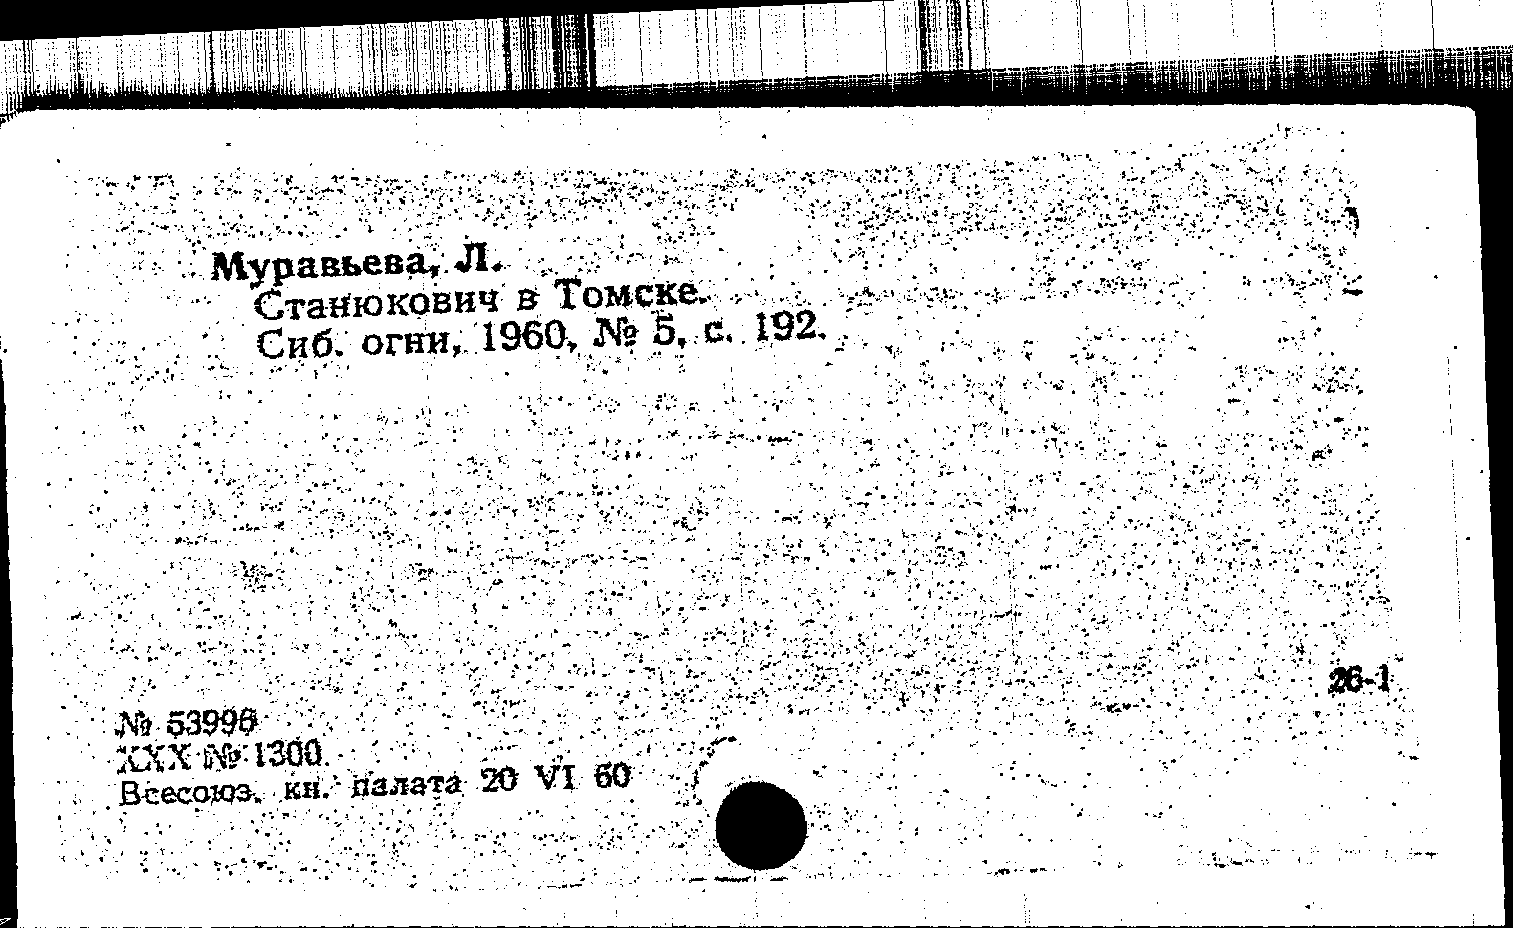 Муравьева, Л.
Станюкович в Томске.
Сиб. огни, 1960, № 5, с. 192.
26-1
№ 53996
XXX № 1300.
Всесоюз. кн. палата 20 VI 60